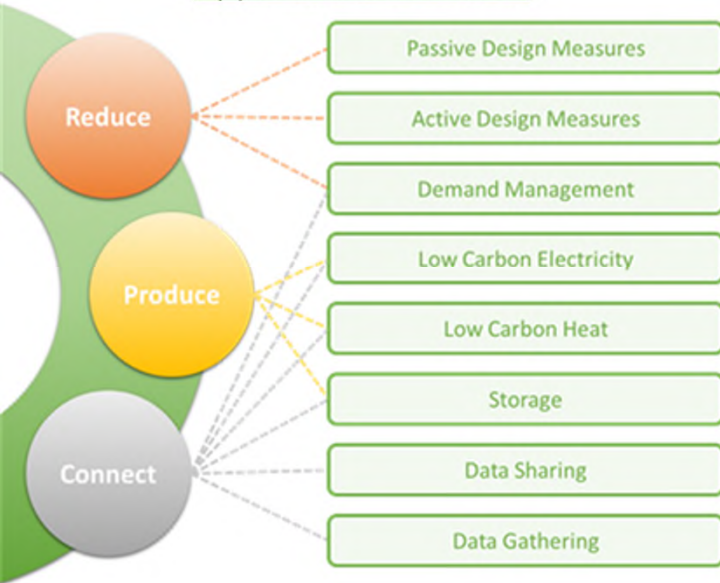 Reduce
Produce
Connect
Passive Design Measures
Active Design Measures
Demand Management
Low Carbon Electricity
Low Carbon Heat
Storage
Data Sharing
Data Gathering